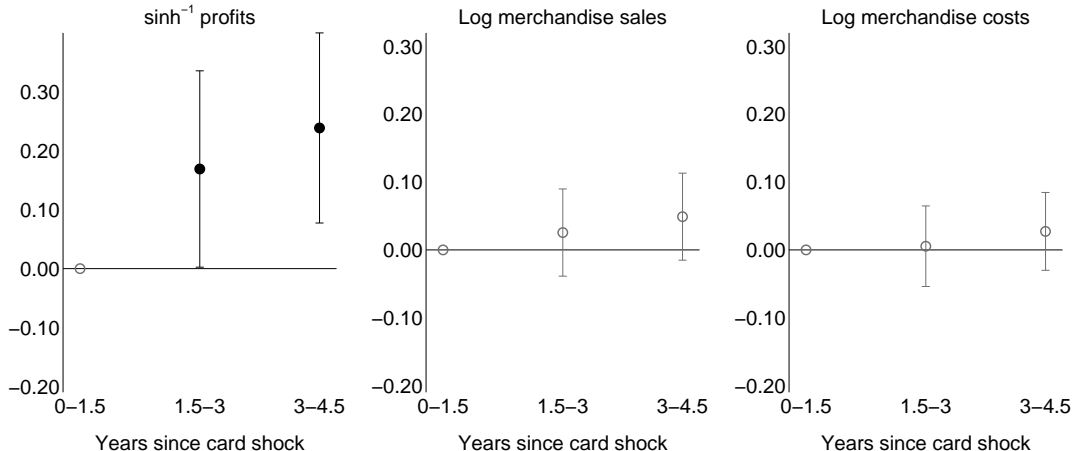 sinh⁻¹ profits
0.30
0.20
0.10
0.00
−0.10
−0.20
0−1.5 1.5−3 3−4.5
Years since card shock
Log merchandise sales
0.30
0.20
0.10
0.00
−0.10
−0.20
0−1.5 1.5−3 3−4.5
Years since card shock
Log merchandise costs
0.30
0.20
0.10
0.00
−0.10
−0.20
0−1.5 1.5−3 3−4.5
Years since card shock